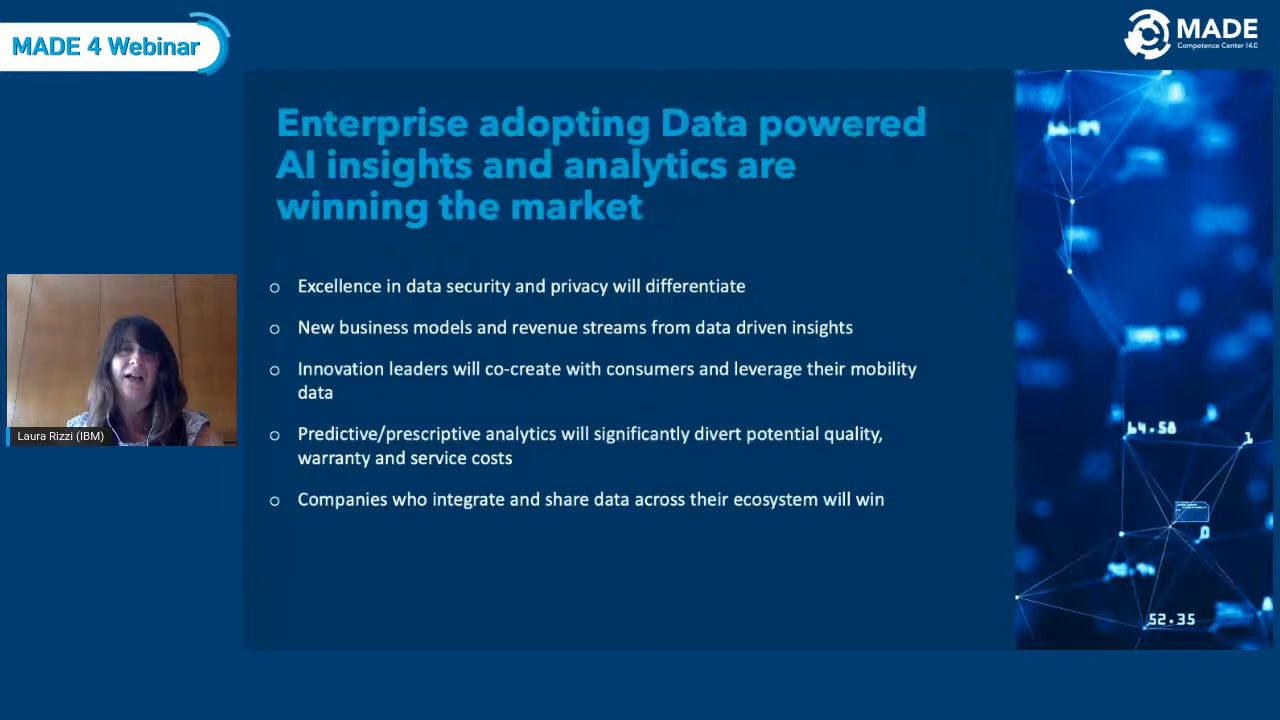 MADE 4 Webinar
MADE
Competence Center I4.0
Enterprise adopting Data powered
AI insights and analytics are
winning the market
○ Excellence in data security and privacy will differentiate
○ New business models and revenue streams from data driven insights
○ Innovation leaders will co-create with consumers and leverage their mobility
data
○ Predictive/prescriptive analytics will significantly divert potential quality,
warranty and service costs
○ Companies who integrate and share data across their ecosystem will win
Laura Rizzi (IBM)
64.58
1
0
52.35